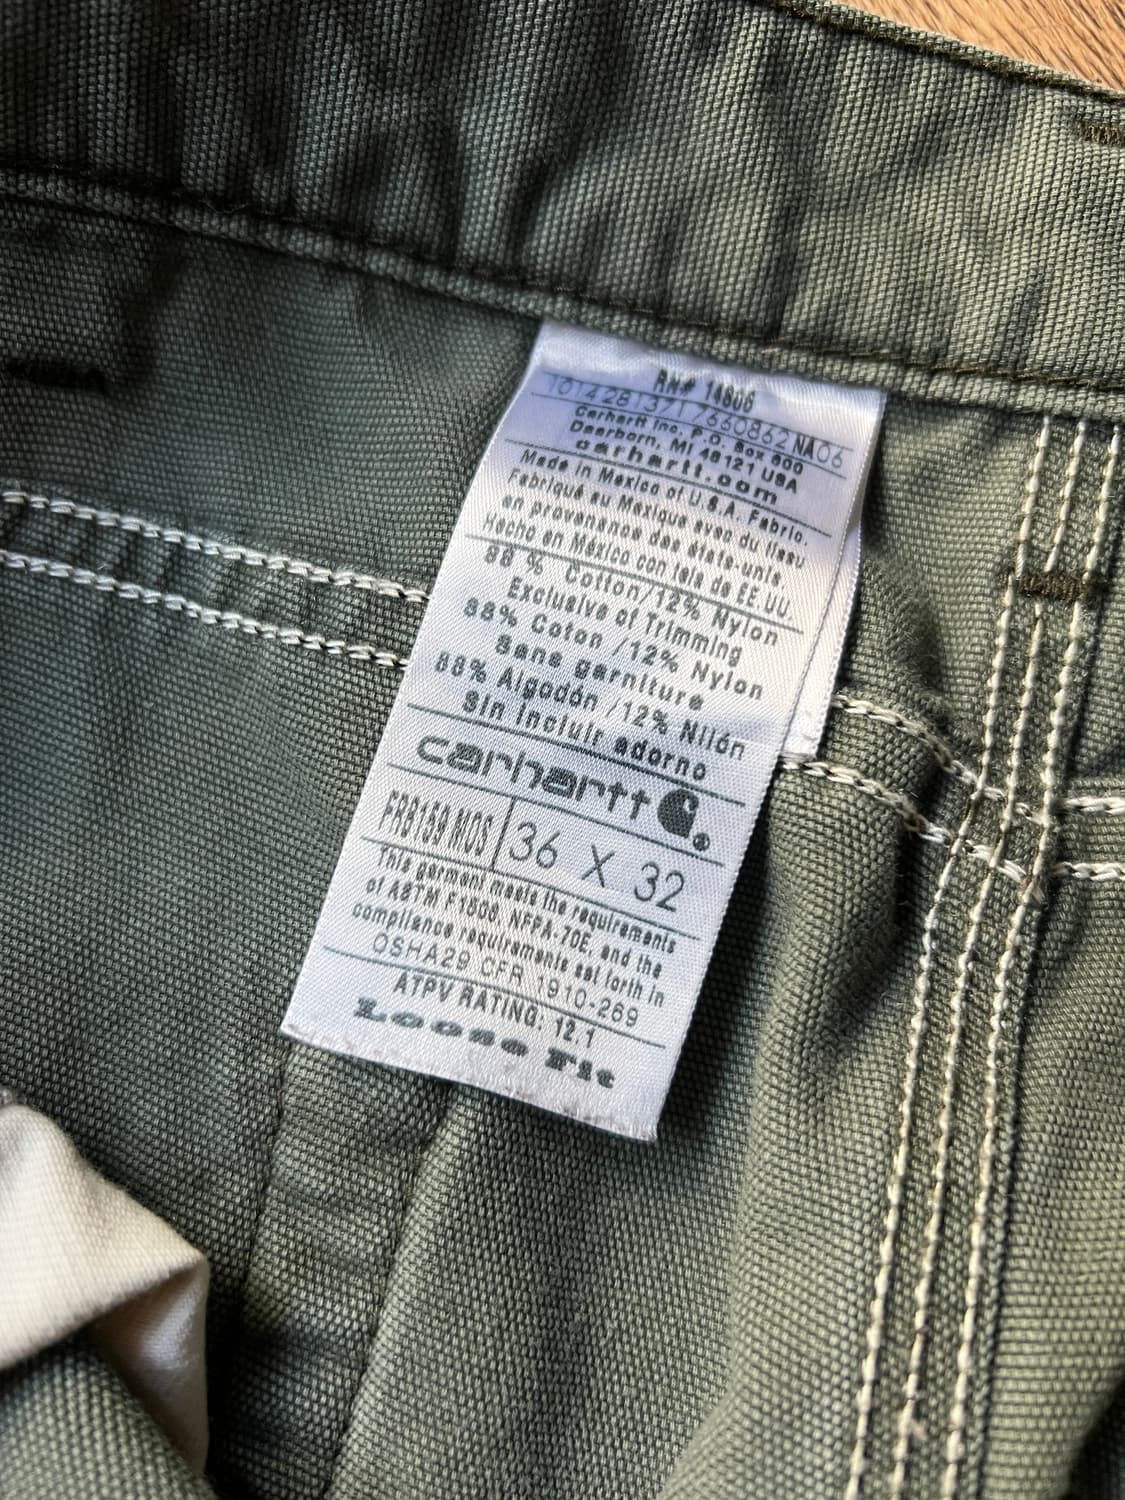 RN# 14806
10142813717660862 NA06
Carhartt Inc. P.O. Box 600
Dearborn, MI 48121 USA
carhartt.com
Made in Mexico of U.S.A. Fabric.
Fabriqué au Mexique avec du tissu
en provenance des états-unis
Hecho en México con tela de EE.UU.
88 % Cotton/12% Nylon
Exclusive of Trimming
88% Coton /12% Nylon
Sans garniture
88% Algodón /12% Nilón
Sin incluir adorno
carhartt
FRB159 MOS 36 X 32
This garment meets the requirements
of ASTM F1506, NFPA-70E, and the
compliance requirements set forth in
OSHA29 CFR 1910-269
ATPV RATING: 12.1
Loose Fit